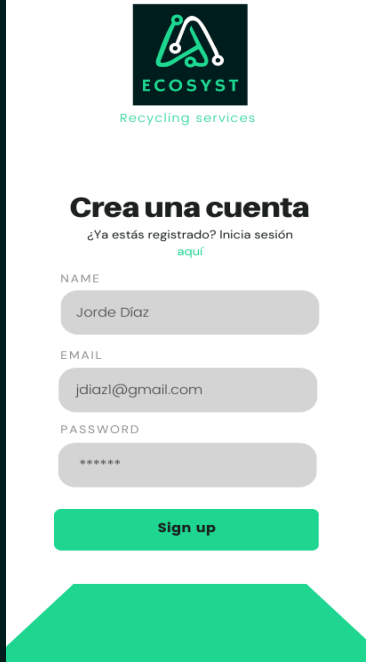 ECOSYST
Recycling services
Crea una cuenta
¿Ya estás registrado? Inicia sesión
aquí
NAME
Jorde Díaz
EMAIL
jdiaz1@gmail.com
PASSWORD
******
Sign up